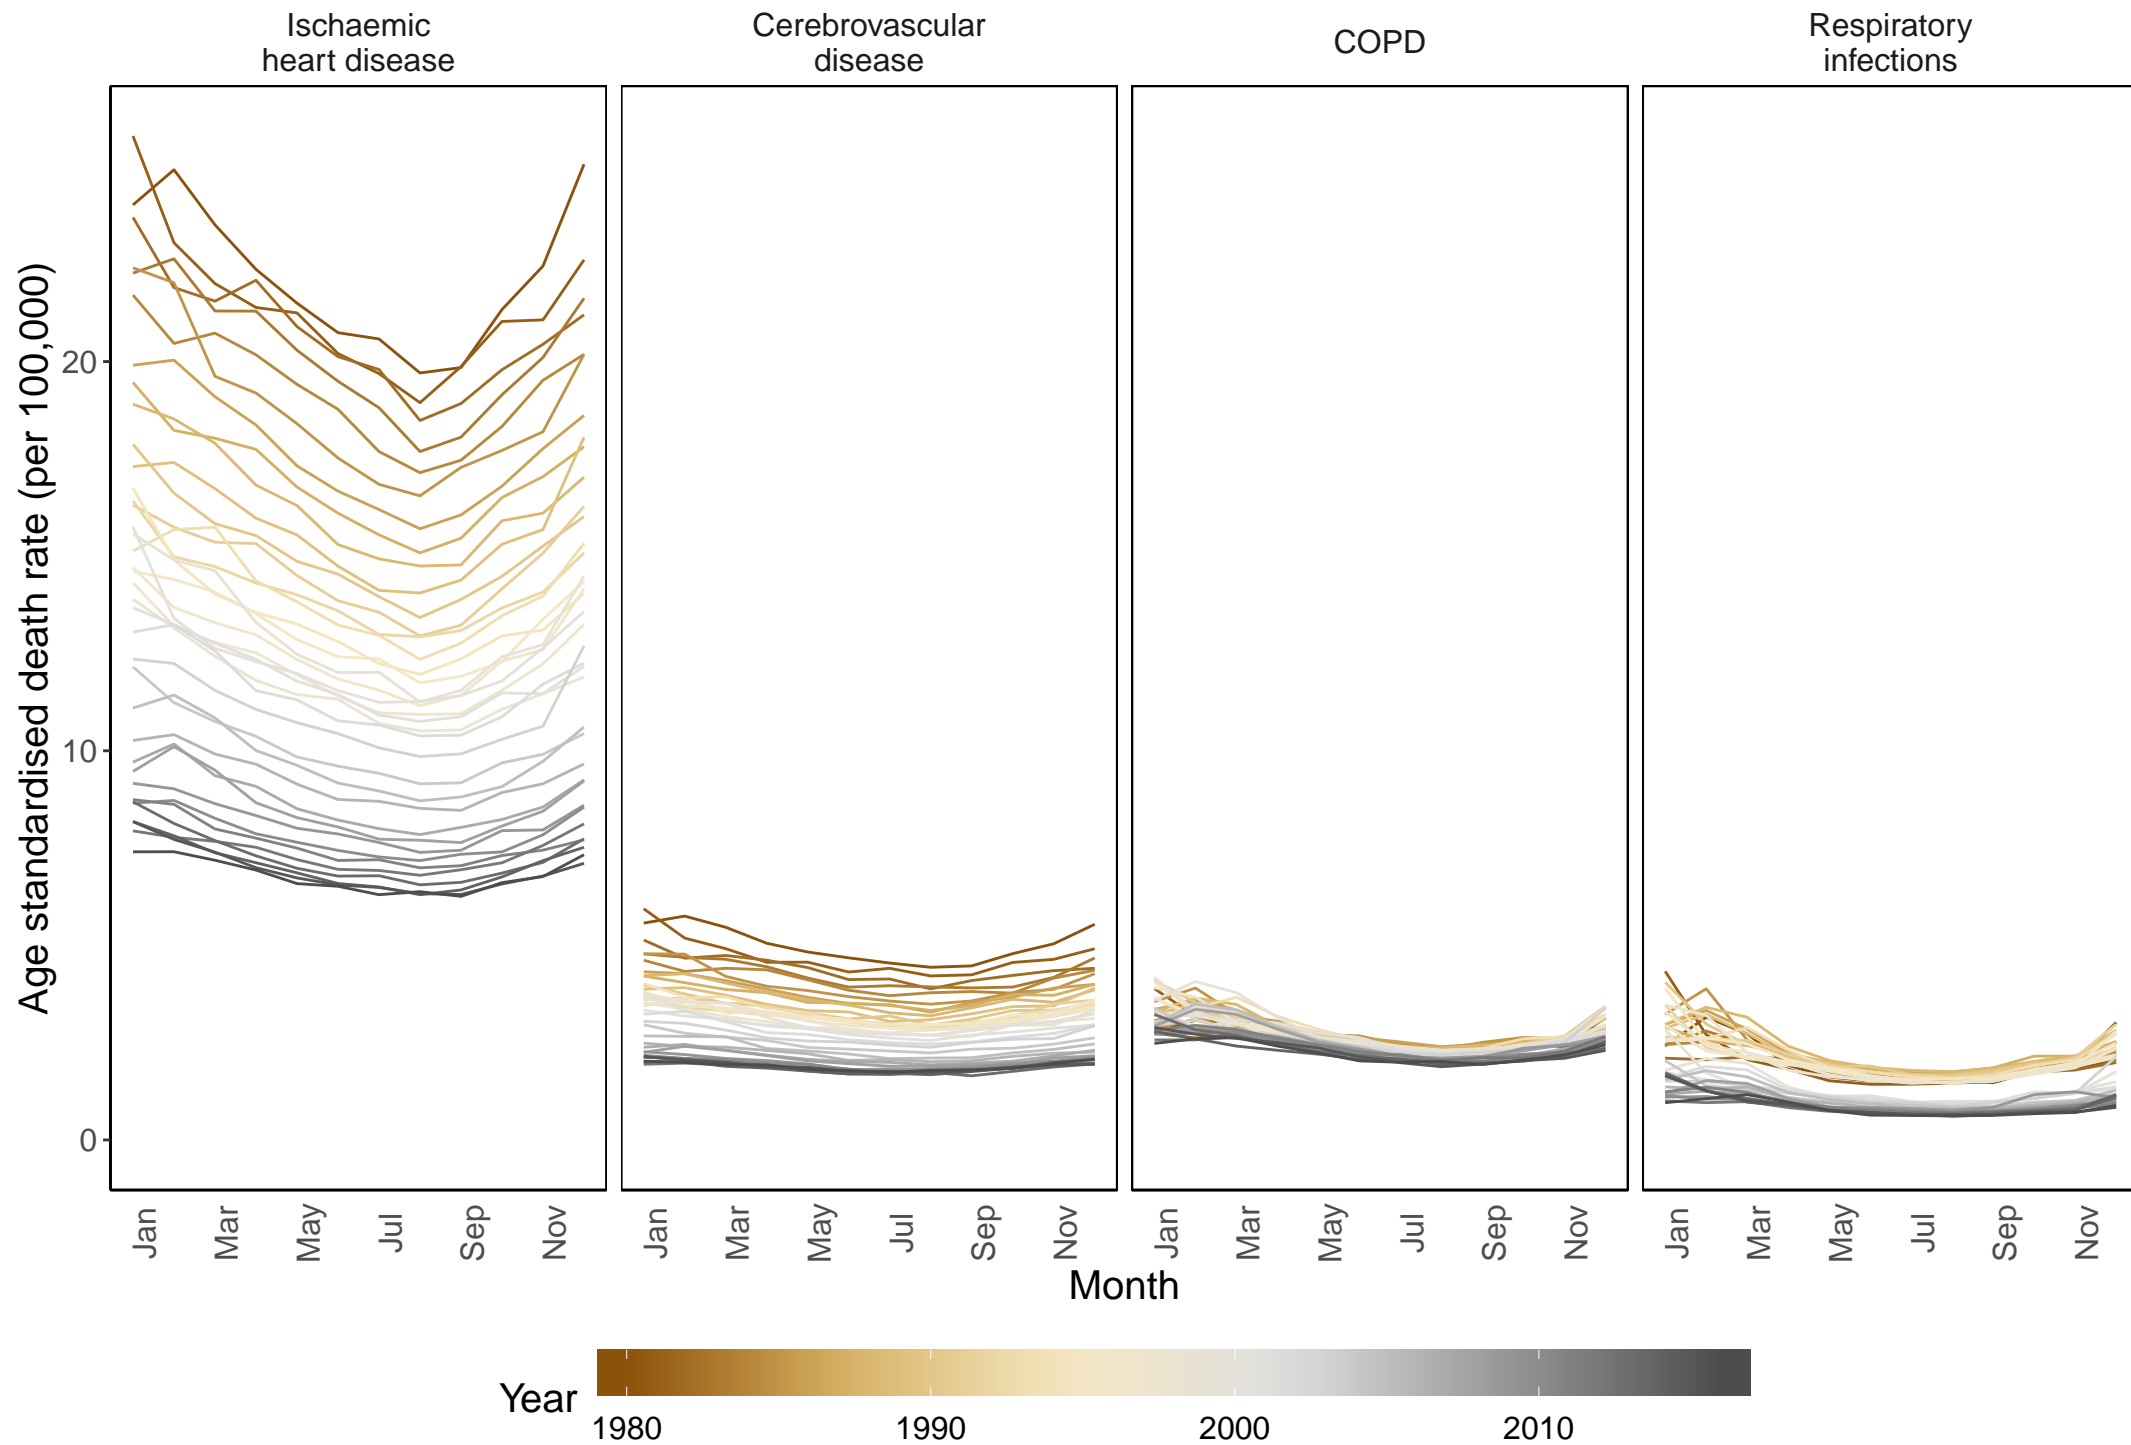 Ischaemic
heart disease
Cerebrovascular
disease
COPD
Respiratory
infections
Age standardised death rate (per 100,000)
20
10
0
Jan Mar May Jul Sep Nov
Jan Mar May Jul Sep Nov
Jan Mar May Jul Sep Nov
Jan Mar May Jul Sep Nov
Month
Year
1980 1990 2000 2010